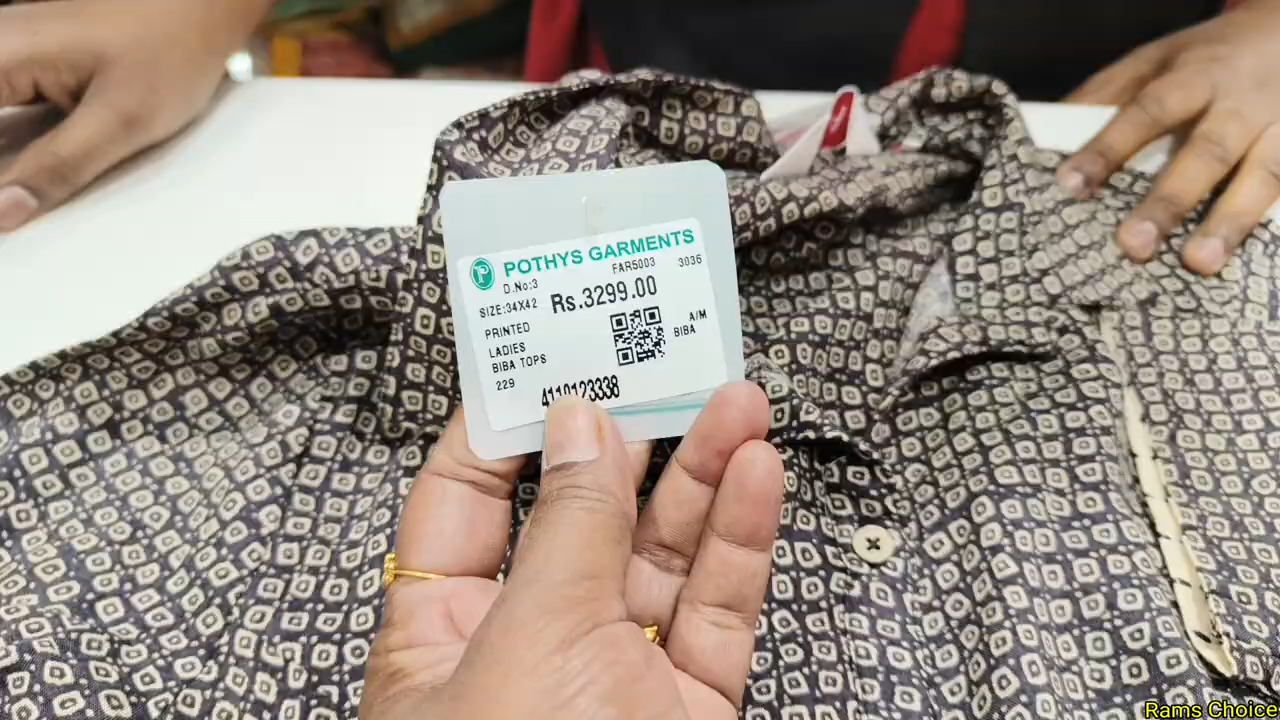 POTHYS GARMENTS
D.No:3 FAR5003 3036
SIZE:34X42 Rs.3299.00
PRINTED A/M
LADIES BIBA
BIBA TOPS
229
4110123338
Rams Choice